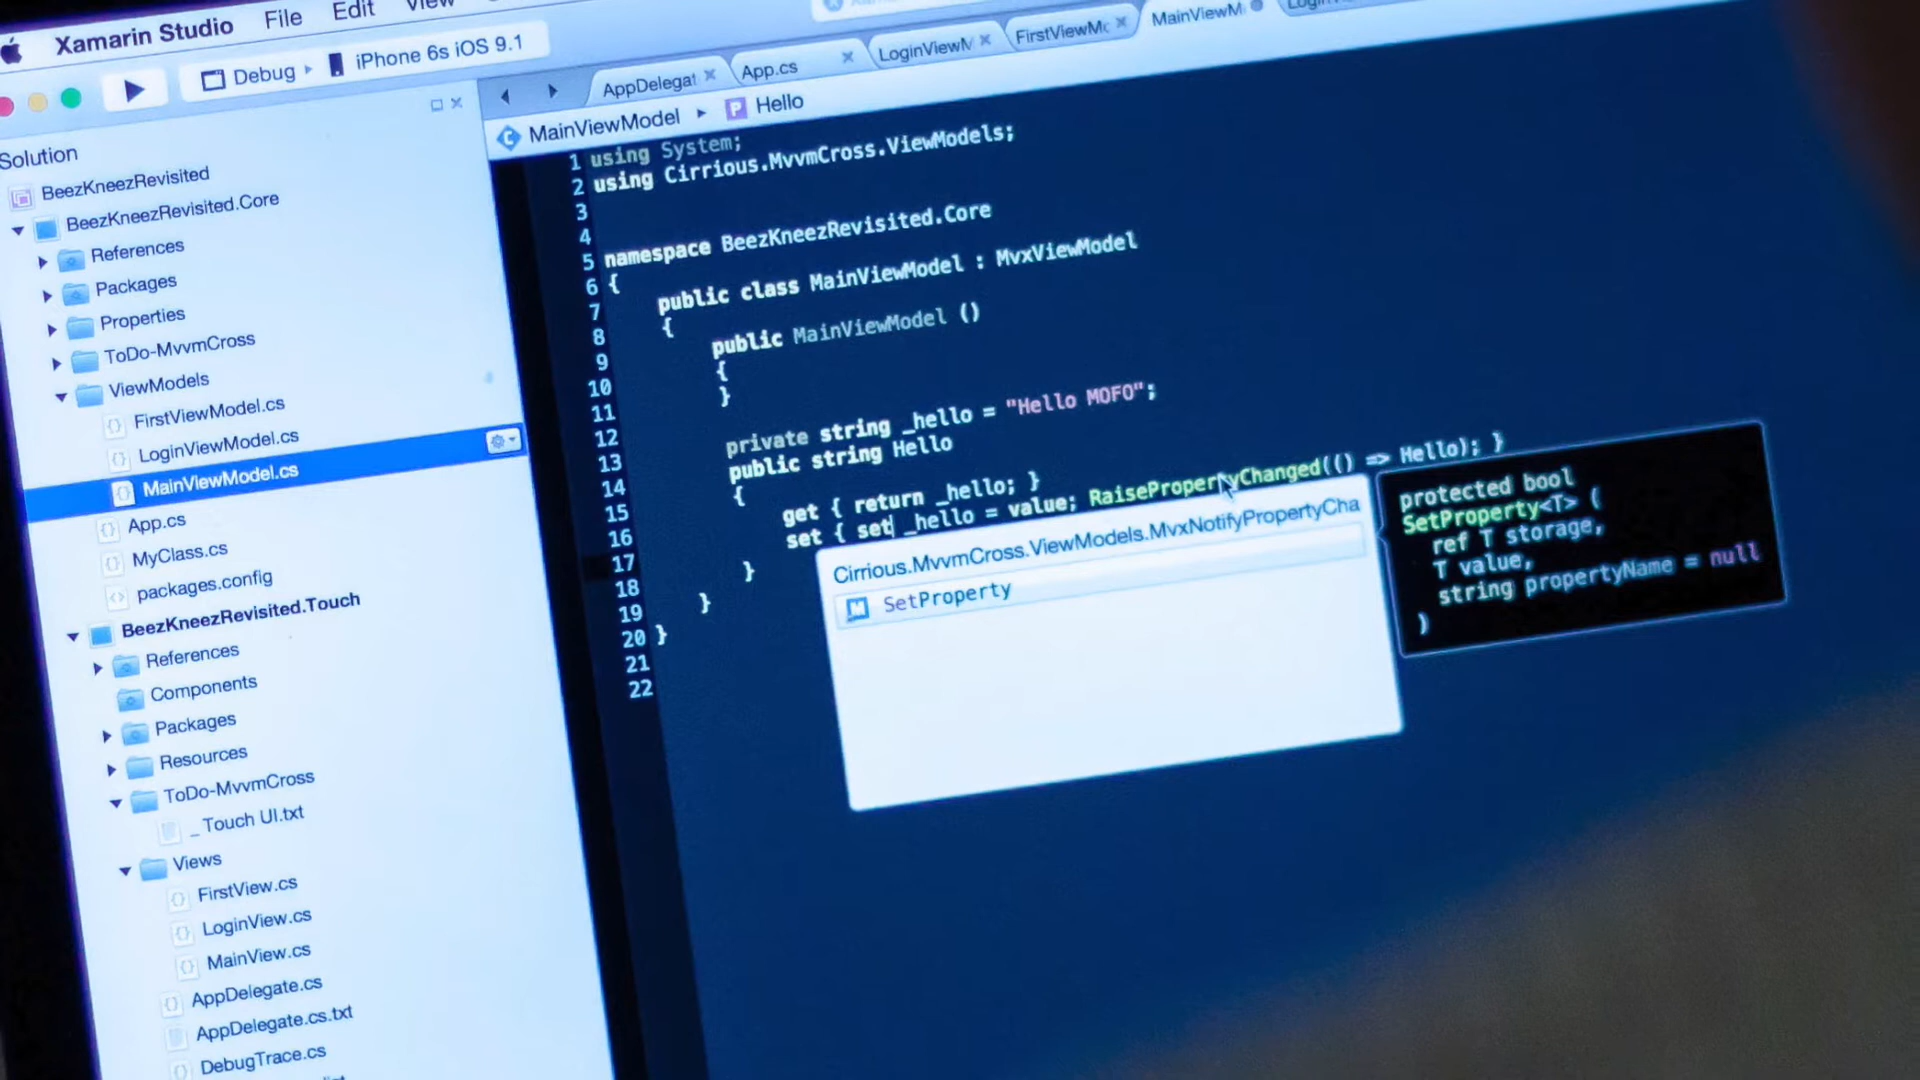 Xamarin Studio File Edit View
Debug iPhone 6s iOS 9.1
AppDelegat App.cs LoginViewM FirstViewMo MainViewM
MainViewModel Hello
Solution
BeezKneezRevisited
BeezKneezRevisited.Core
References
Packages
Properties
ToDo-MvvmCross
ViewModels
FirstViewModel.cs
LoginViewModel.cs
MainViewModel.cs
App.cs
MyClass.cs
packages.config
BeezKneezRevisited.Touch
References
Components
Packages
Resources
ToDo-MvvmCross
_ Touch UI.txt
Views
FirstView.cs
LoginView.cs
MainView.cs
AppDelegate.cs
AppDelegate.cs.txt
DebugTrace.cs
1 using System;
2 using Cirrious.MvvmCross.ViewModels;
3
4
5 namespace BeezKneezRevisited.Core
6 {
7 public class MainViewModel : MvxViewModel
8 {
9 public MainViewModel ()
10 {
11 }
12
13 private string _hello = "Hello MOFO";
14 public string Hello
15 {
16 get { return _hello; }
17 set { set _hello = value; RaisePropertyChanged(() => Hello); }
18 }
19 }
20 }
21
22
Cirrious.MvvmCross.ViewModels.MvxNotifyPropertyCha
SetProperty
protected bool
SetProperty<T> (
ref T storage,
T value,
string propertyName = null
)